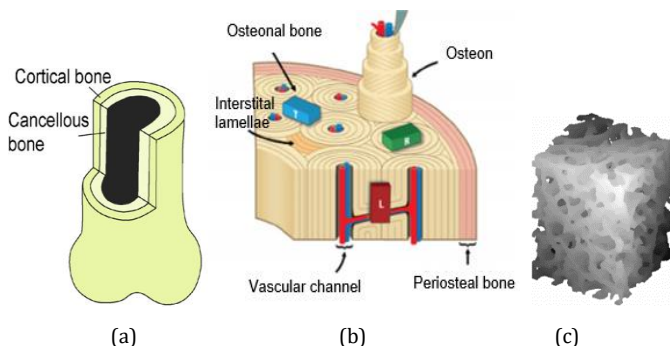 Cortical bone
Cancellous
bone
(a)
Osteonal bone
Osteon
Interstital
lamellae
T
R
L
Vascular channel
Periosteal bone
(b)
(c)